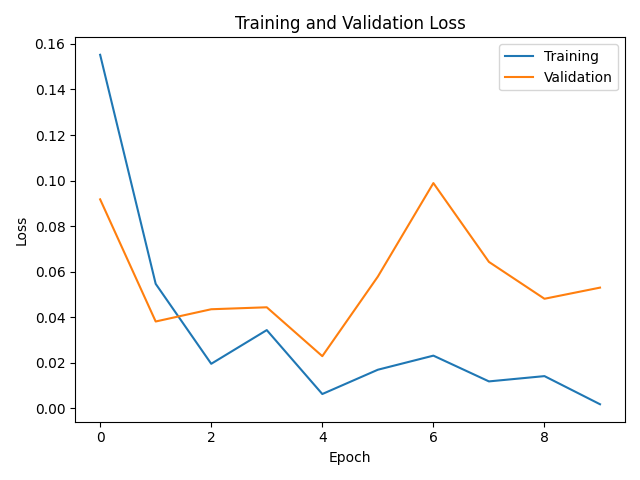 Training and Validation Loss
Training
Validation
Loss
0.16
0.14
0.12
0.10
0.08
0.06
0.04
0.02
0.00
0 2 4 6 8
Epoch